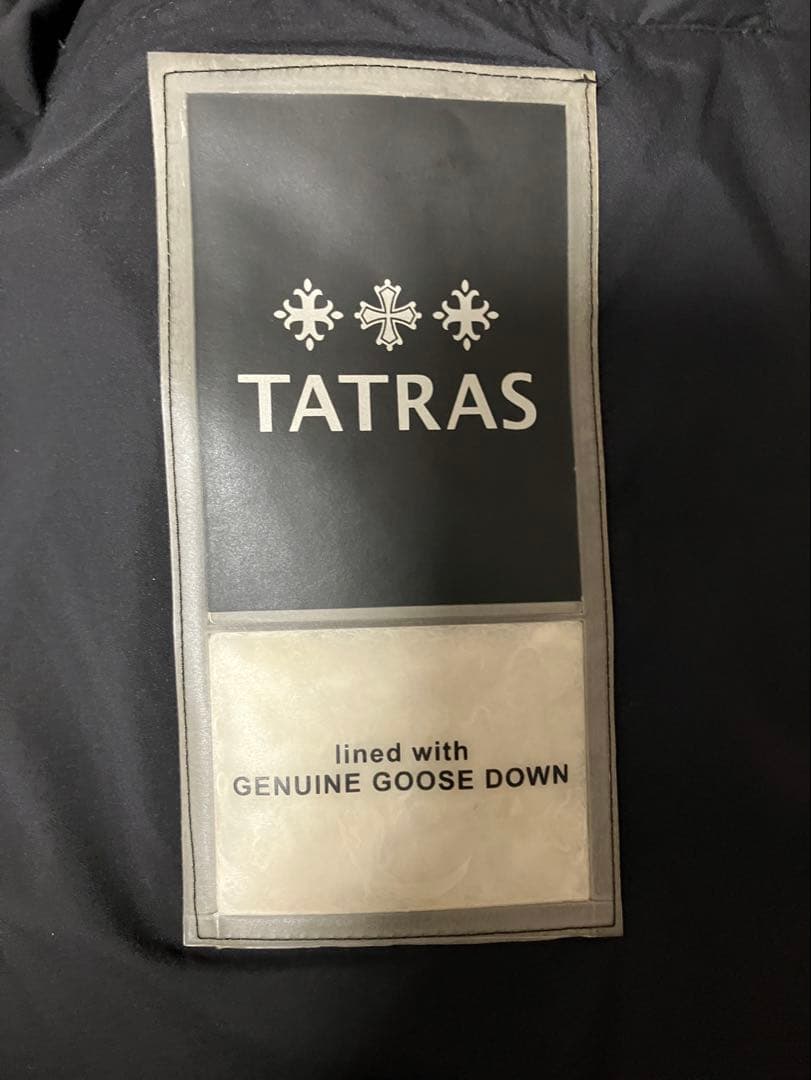 TATRAS
lined with
GENUINE GOOSE DOWN